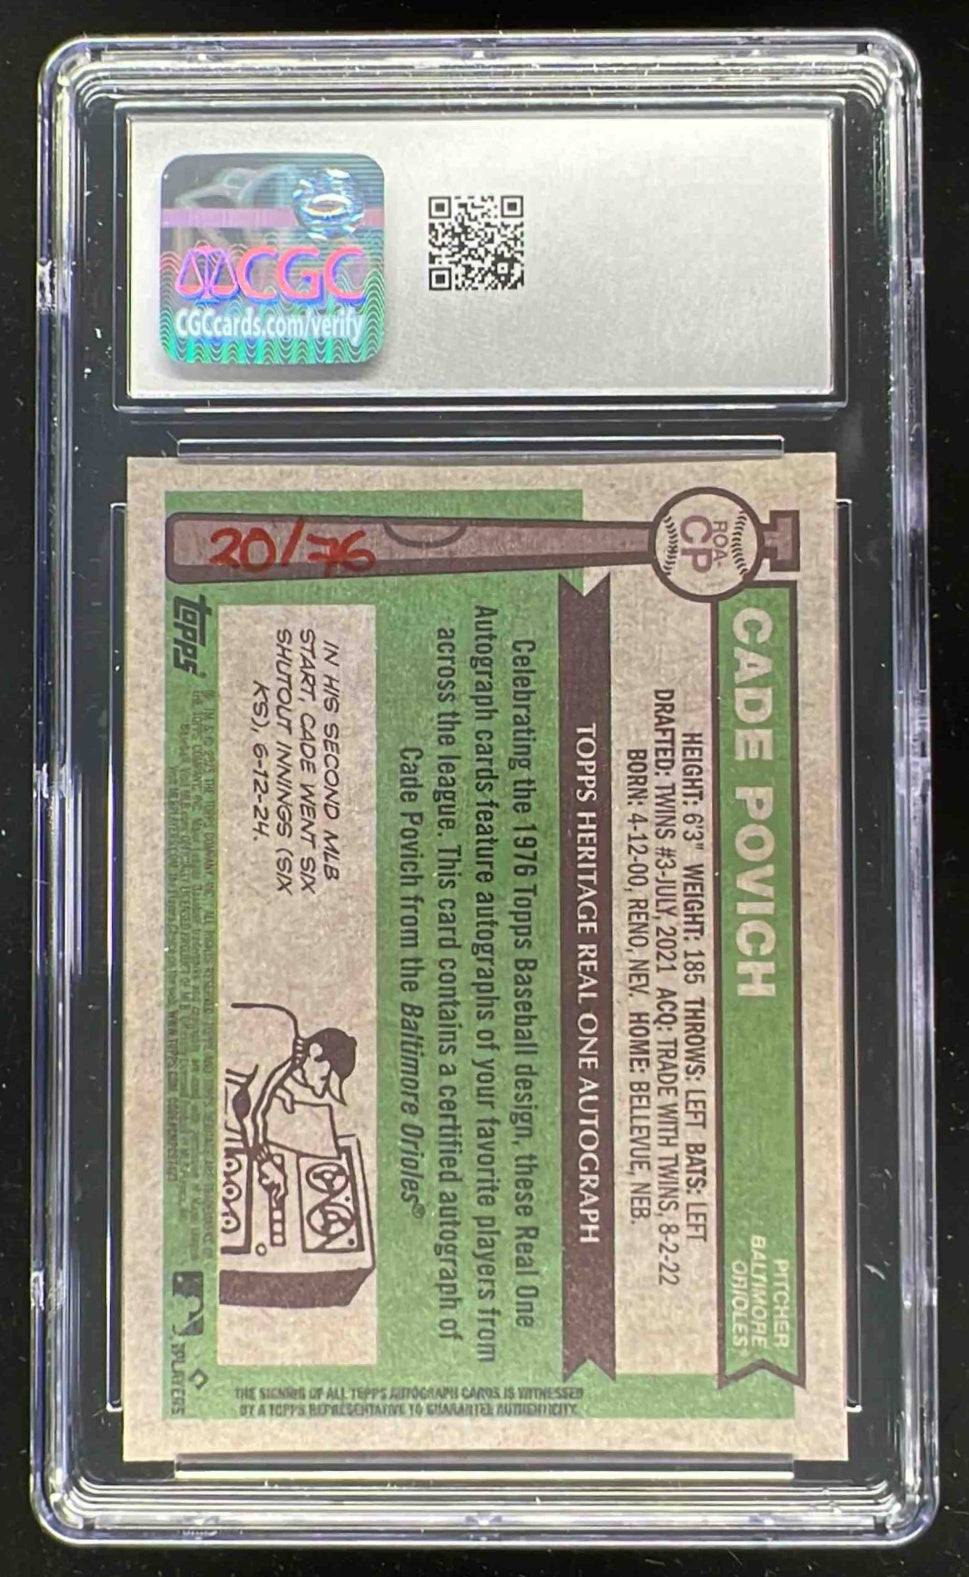 CGC
CGCcards.com/verify
20/76
ROA-
CP
CADE POVICH
PITCHER
BALTIMORE
ORIOLES®
HEIGHT: 6'3" WEIGHT: 185 THROWS: LEFT BATS: LEFT
DRAFTED: TWINS #3-JULY, 2021 ACQ: TRADE WITH TWINS, 8-2-22
BORN: 4-12-00, RENO, NEV. HOME: BELLEVUE, NEB.
TOPPS HERITAGE REAL ONE AUTOGRAPH
Celebrating the 1976 Topps Baseball design, these Real One
Autograph cards feature autographs of your favorite players from
across the league. This card contains a certified autograph of
Cade Povich from the Baltimore Orioles®
IN HIS SECOND MLB
START, CADE WENT SIX
SHUTOUT INNINGS (SIX
KS), 6-12-24.
topps®
THE SIGNING OF ALL TOPPS AUTOGRAPH CARDS IS WITNESSED
BY A TOPPS REPRESENTATIVE TO GUARANTEE AUTHENTICITY.
PLAYERS